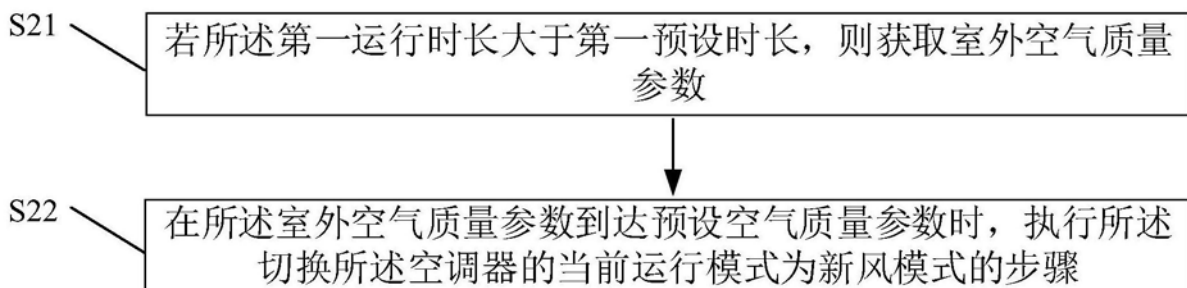 S21
若所述第一运行时长大于第一预设时长，则获取室外空气质量
参数
S22
在所述室外空气质量参数到达预设空气质量参数时，执行所述
切换所述空调器的当前运行模式为新风模式的步骤